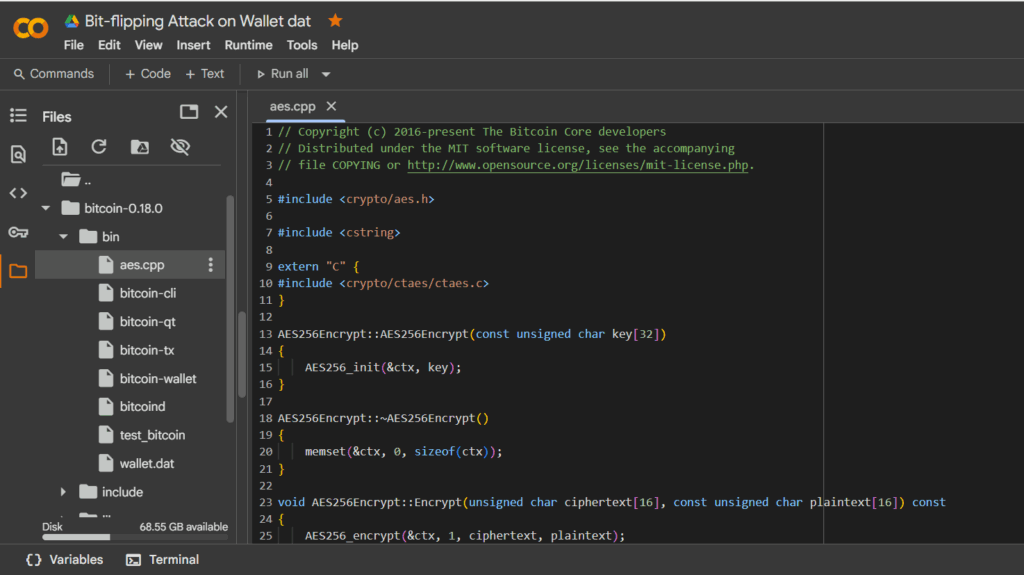 Bit-flipping Attack on Wallet dat
File Edit View Insert Runtime Tools Help
Commands + Code + Text Run all
Files
aes.cpp
..
bitcoin-0.18.0
bin
aes.cpp
bitcoin-cli
bitcoin-qt
bitcoin-tx
bitcoin-wallet
bitcoind
test_bitcoin
wallet.dat
include
Disk 68.55 GB available
1 // Copyright (c) 2016-present The Bitcoin Core developers
2 // Distributed under the MIT software license, see the accompanying
3 // file COPYING or http://www.opensource.org/licenses/mit-license.php.
4
5 #include <crypto/aes.h>
6
7 #include <cstring>
8
9 extern "C" {
10 #include <crypto/ctaes/ctaes.c>
11 }
12
13 AES256Encrypt::AES256Encrypt(const unsigned char key[32])
14 {
15 AES256_init(&ctx, key);
16 }
17
18 AES256Encrypt::~AES256Encrypt()
19 {
20 memset(&ctx, 0, sizeof(ctx));
21 }
22
23 void AES256Encrypt::Encrypt(unsigned char ciphertext[16], const unsigned char plaintext[16]) const
24 {
25 AES256_encrypt(&ctx, 1, ciphertext, plaintext);
{} Variables Terminal